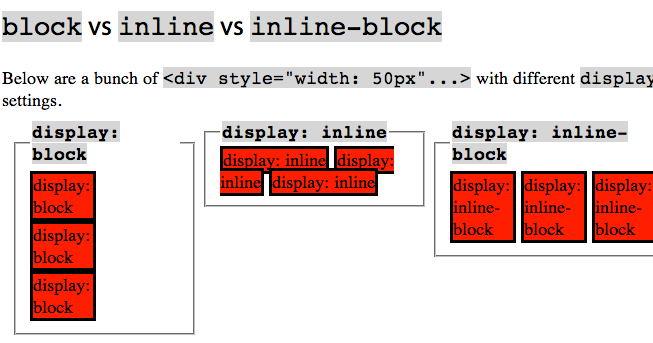 block vs inline vs inline-block
Below are a bunch of <div style="width: 50px"...> with different display
settings.
display:
block
display:
block
display:
block
display:
block
display: inline
display: inline display:
inline display: inline
display: inline-
block
display:
inline-
block
display:
inline-
block
display:
inline-
block